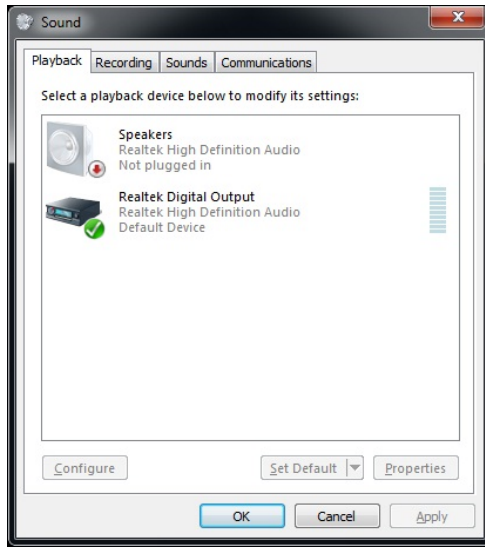 Sound
Playback Recording Sounds Communications
Select a playback device below to modify its settings:
Speakers
Realtek High Definition Audio
Not plugged in
Realtek Digital Output
Realtek High Definition Audio
Default Device
Configure Set Default Properties
OK Cancel Apply